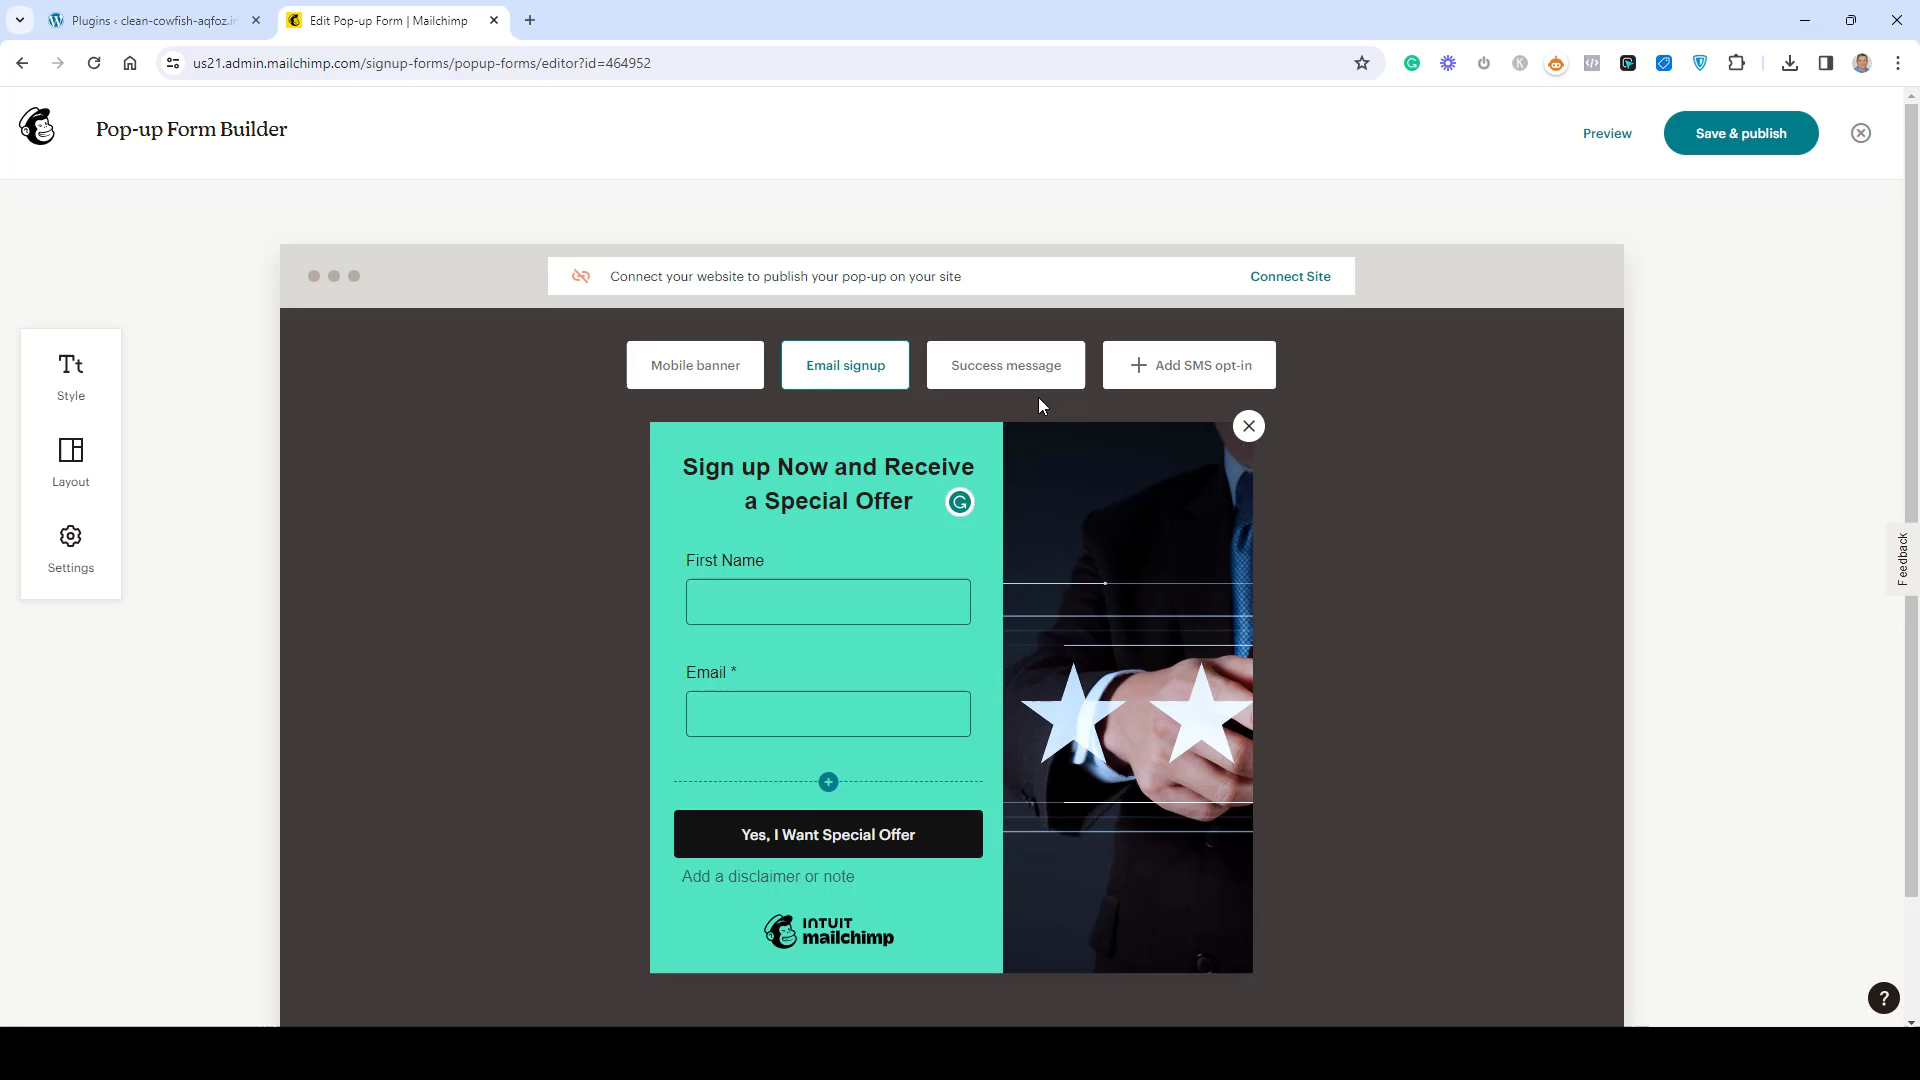 Plugins ‹ clean-cowfish-aqfoz.in
Edit Pop-up Form | Mailchimp
us21.admin.mailchimp.com/signup-forms/popup-forms/editor?id=464952
Pop-up Form Builder
Preview
Save & publish
Connect your website to publish your pop-up on your site
Connect Site
Mobile banner
Email signup
Success message
Add SMS opt-in
Tt
Style
Layout
Settings
Sign up Now and Receive
a Special Offer
First Name
Email *
Yes, I Want Special Offer
Add a disclaimer or note
INTUIT
mailchimp
Feedback
?